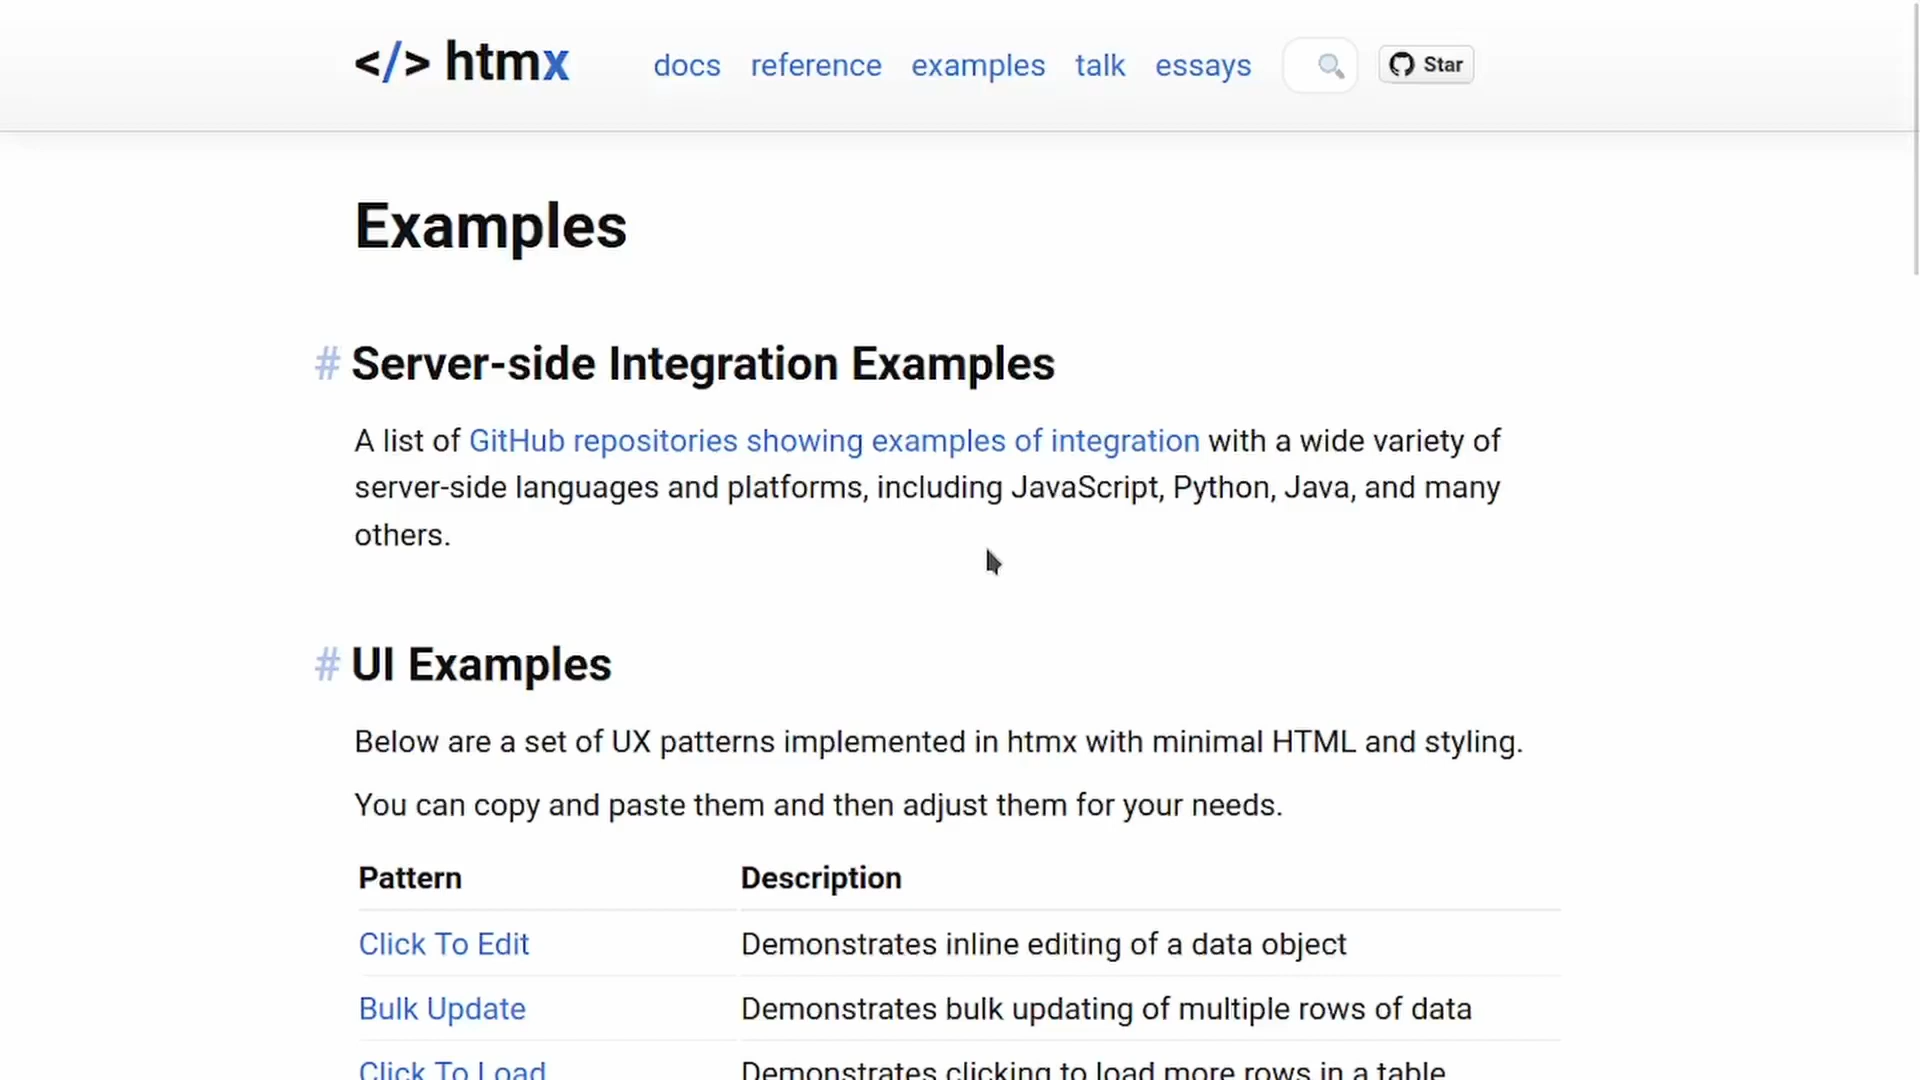 </> htmx docs reference examples talk essays Star
Examples
# Server-side Integration Examples
A list of GitHub repositories showing examples of integration with a wide variety of
server-side languages and platforms, including JavaScript, Python, Java, and many
others.
# UI Examples
Below are a set of UX patterns implemented in htmx with minimal HTML and styling.
You can copy and paste them and then adjust them for your needs.
Pattern Description
Click To Edit Demonstrates inline editing of a data object
Bulk Update Demonstrates bulk updating of multiple rows of data
Click To Load Demonstrates clicking to load more rows in a table